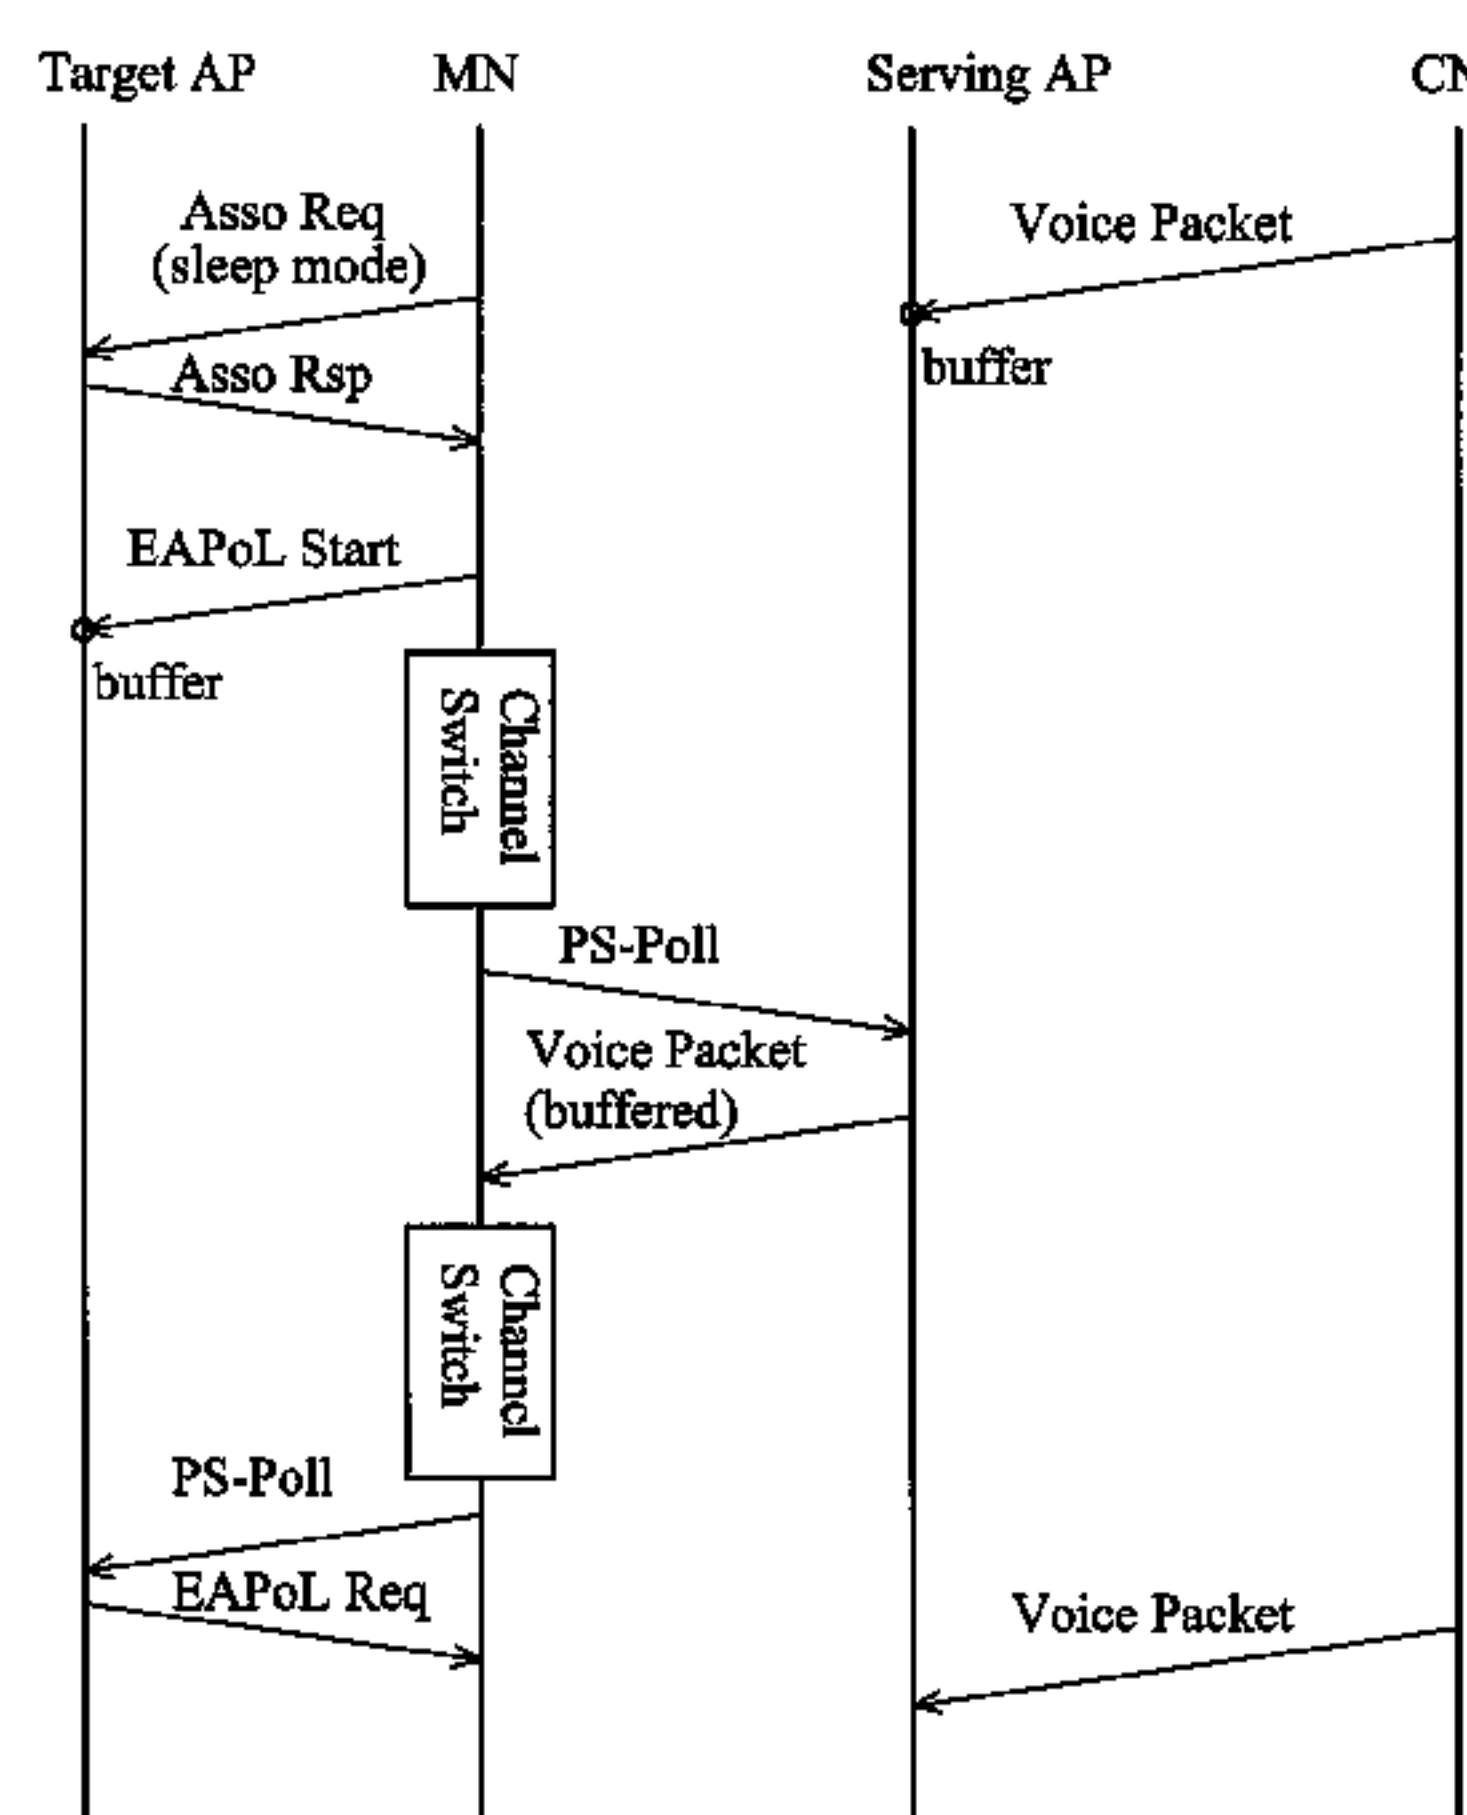 Target AP
MN
Serving AP
CN
Asso Req
(sleep mode)
Voice Packet
buffer
Asso Rsp
EAPoL Start
buffer
Channel
Switch
PS-Poll
Voice Packet
(buffered)
Channel
Switch
PS-Poll
EAPoL Req
Voice Packet